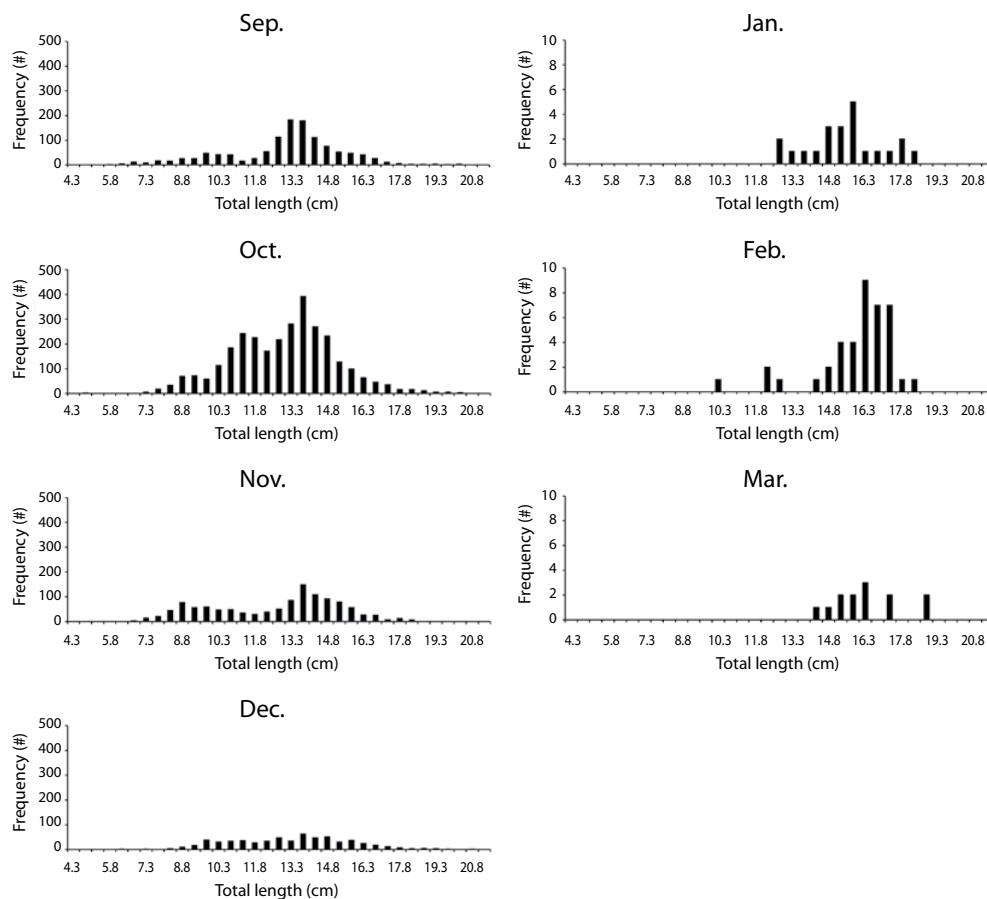 Sep.
500
400
300
200
100
0
Frequency (#)
4.3 5.8 7.3 8.8 10.3 11.8 13.3 14.8 16.3 17.8 19.3 20.8
Total length (cm)
Oct.
500
400
300
200
100
0
Frequency (#)
4.3 5.8 7.3 8.8 10.3 11.8 13.3 14.8 16.3 17.8 19.3 20.8
Total length (cm)
Nov.
500
400
300
200
100
0
Frequency (#)
4.3 5.8 7.3 8.8 10.3 11.8 13.3 14.8 16.3 17.8 19.3 20.8
Total length (cm)
Dec.
500
400
300
200
100
0
Frequency (#)
4.3 5.8 7.3 8.8 10.3 11.8 13.3 14.8 16.3 17.8 19.3 20.8
Total length (cm)
Jan.
10
8
6
4
2
0
Frequency (#)
4.3 5.8 7.3 8.8 10.3 11.8 13.3 14.8 16.3 17.8 19.3 20.8
Total length (cm)
Feb.
10
8
6
4
2
0
Frequency (#)
4.3 5.8 7.3 8.8 10.3 11.8 13.3 14.8 16.3 17.8 19.3 20.8
Total length (cm)
Mar.
10
8
6
4
2
0
Frequency (#)
4.3 5.8 7.3 8.8 10.3 11.8 13.3 14.8 16.3 17.8 19.3 20.8
Total length (cm)